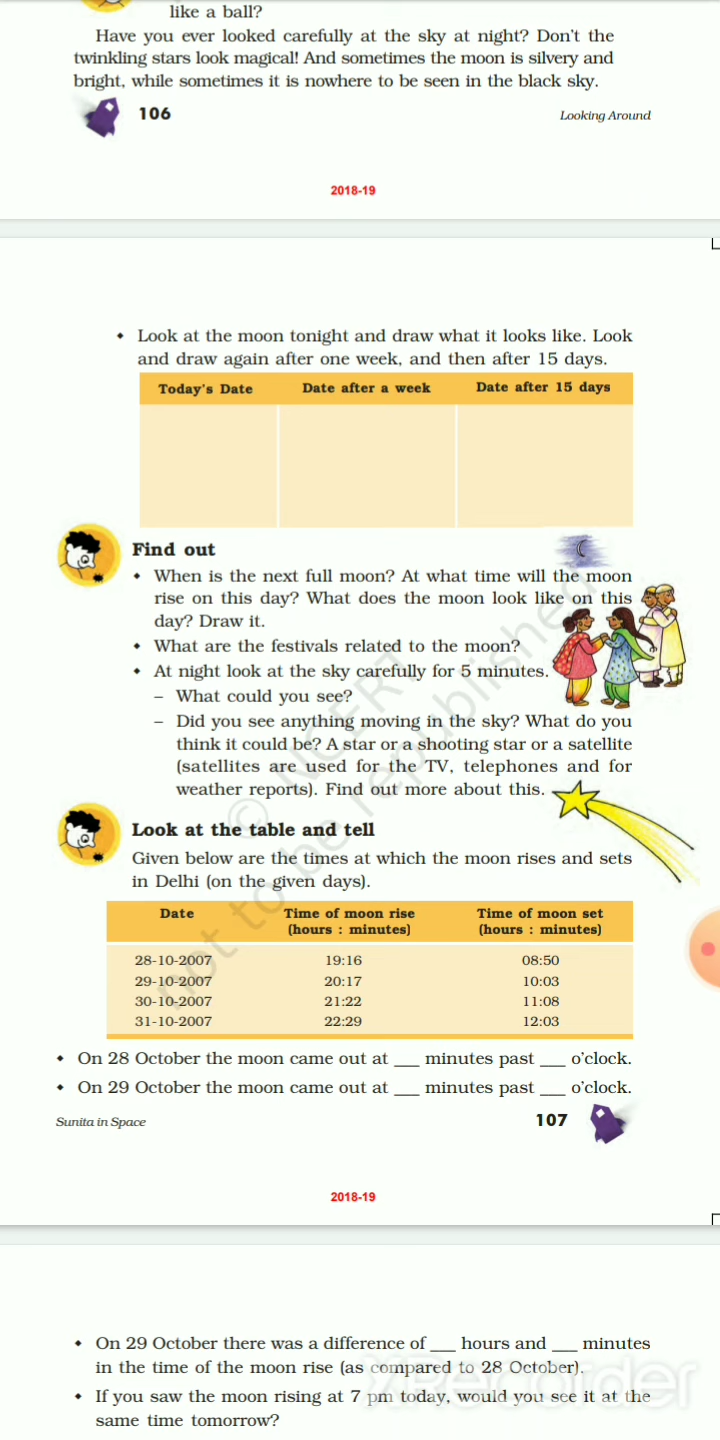 like a ball?
Have you ever looked carefully at the sky at night? Don't the
twinkling stars look magical! And sometimes the moon is silvery and
bright, while sometimes it is nowhere to be seen in the black sky.
106
Looking Around
2018-19
• Look at the moon tonight and draw what it looks like. Look
and draw again after one week, and then after 15 days.
Today's Date Date after a week Date after 15 days
Find out
• When is the next full moon? At what time will the moon
rise on this day? What does the moon look like on this
day? Draw it.
• What are the festivals related to the moon?
• At night look at the sky carefully for 5 minutes.
– What could you see?
– Did you see anything moving in the sky? What do you
think it could be? A star or a shooting star or a satellite
(satellites are used for the TV, telephones and for
weather reports). Find out more about this.
© NCERT
not to be republished
Look at the table and tell
Given below are the times at which the moon rises and sets
in Delhi (on the given days).
Date Time of moon rise Time of moon set
(hours : minutes) (hours : minutes)
28-10-2007 19:16 08:50
29-10-2007 20:17 10:03
30-10-2007 21:22 11:08
31-10-2007 22:29 12:03
• On 28 October the moon came out at ___ minutes past ___ o'clock.
• On 29 October the moon came out at ___ minutes past ___ o'clock.
Sunita in Space
107
2018-19
• On 29 October there was a difference of ___ hours and ___ minutes
in the time of the moon rise (as compared to 28 October).
XRecorder
• If you saw the moon rising at 7 pm today, would you see it at the
same time tomorrow?